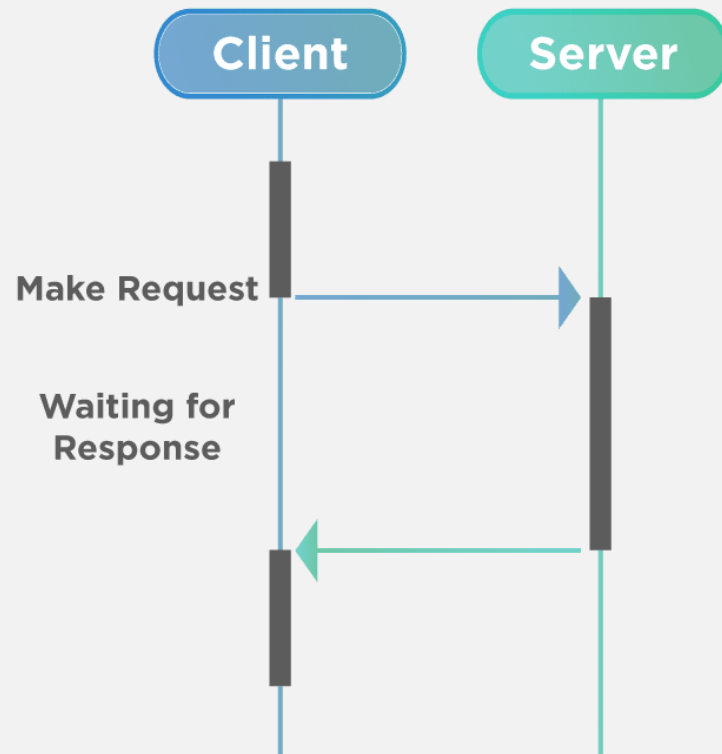 Client
Server
Make Request
Waiting for
Response